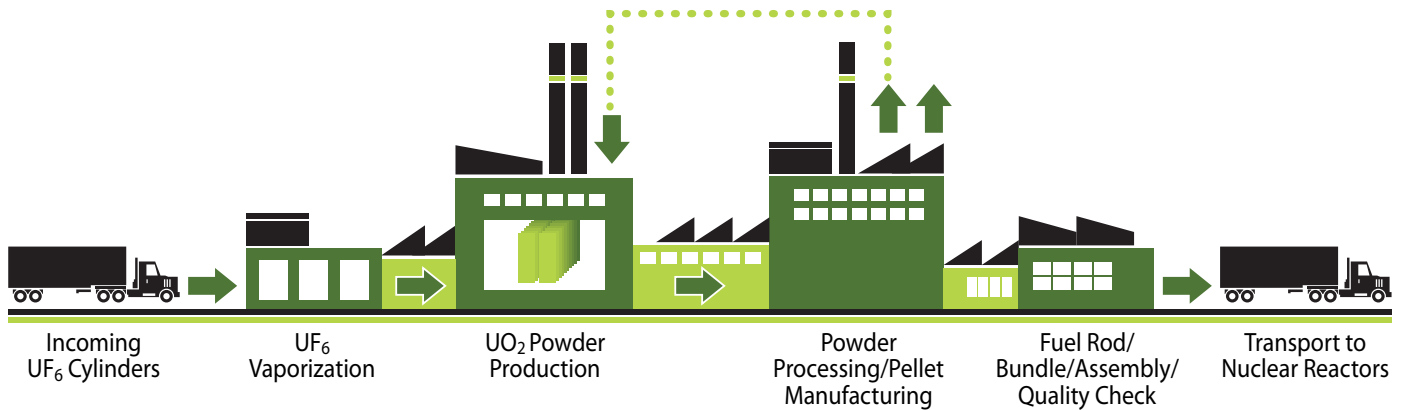 Incoming
UF₆ Cylinders
UF₆
Vaporization
UO₂ Powder
Production
Powder
Processing/Pellet
Manufacturing
Fuel Rod/
Bundle/Assembly/
Quality Check
Transport to
Nuclear Reactors